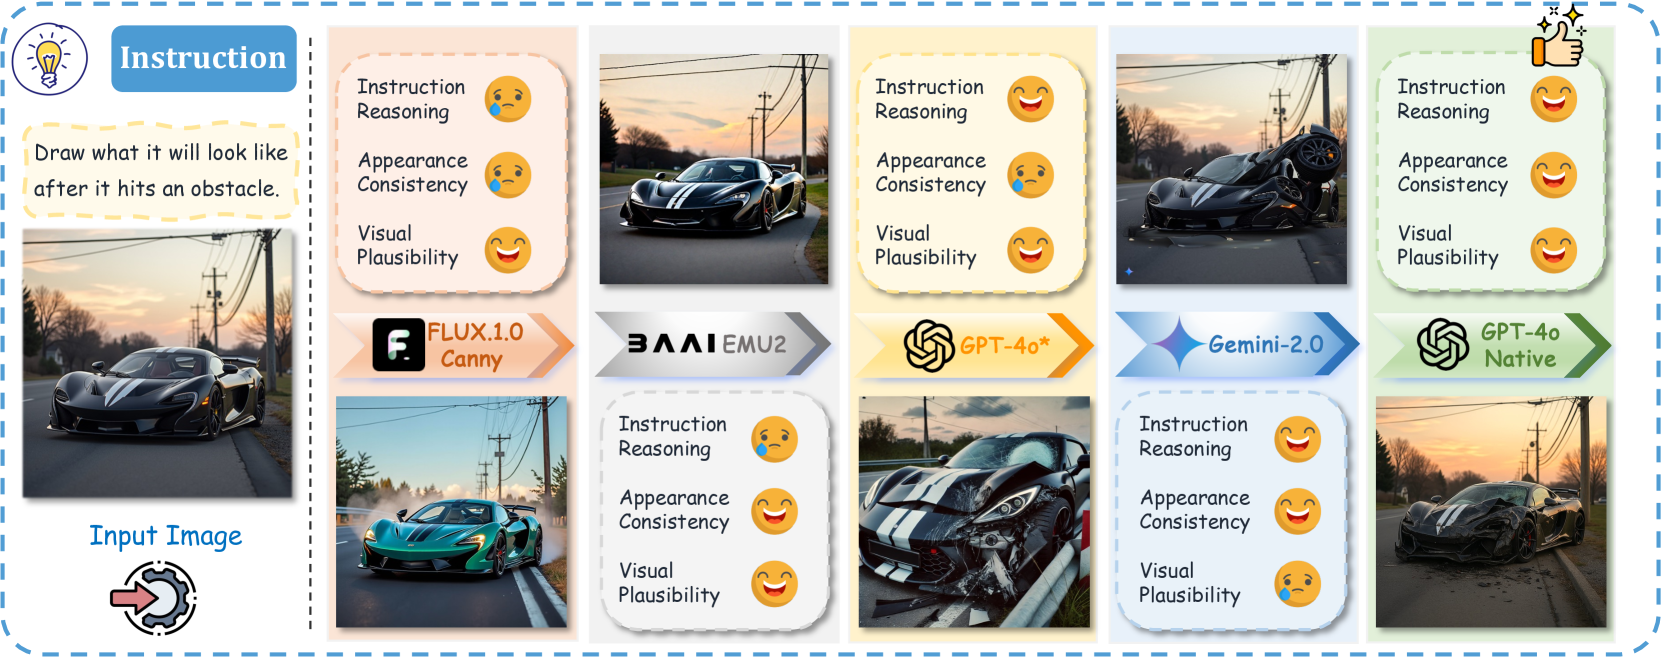 Instruction
Draw what it will look like
after it hits an obstacle.
Input Image
Instruction
Reasoning
Appearance
Consistency
Visual
Plausibility
FLUX.1.0
Canny
BAAI EMU2
Instruction
Reasoning
Appearance
Consistency
Visual
Plausibility
Instruction
Reasoning
Appearance
Consistency
Visual
Plausibility
GPT-4o*
Gemini-2.0
Instruction
Reasoning
Appearance
Consistency
Visual
Plausibility
Instruction
Reasoning
Appearance
Consistency
Visual
Plausibility
GPT-4o
Native